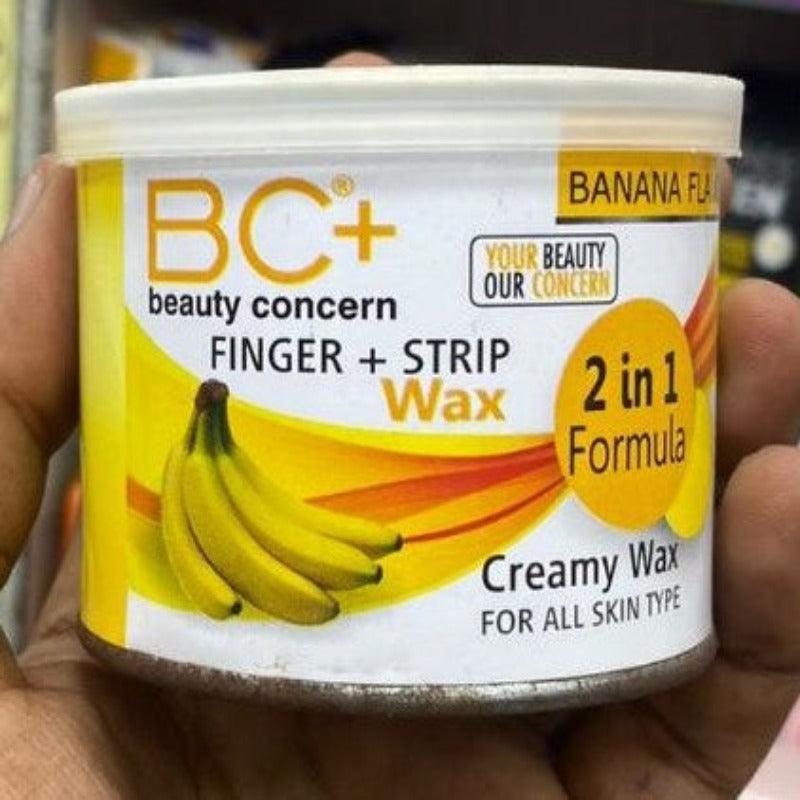 BC®+
beauty concern
FINGER + STRIP
Wax
BANANA
YOUR BEAUTY
OUR CONCERN
2 in 1
Formula
Creamy Wax
FOR ALL SKIN TYPE